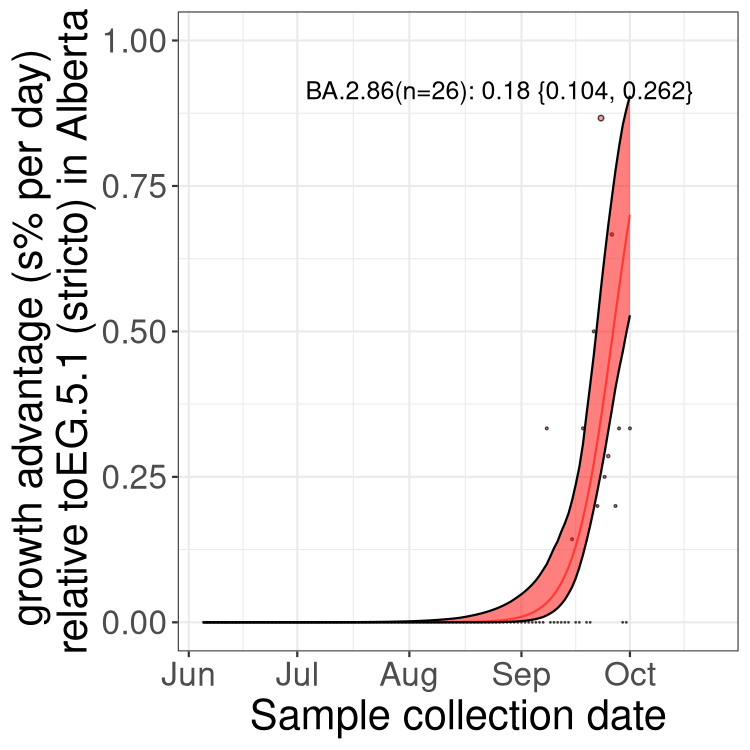 growth advantage (s% per day)
relative toEG.5.1 (stricto) in Alberta
1.00
0.75
0.50
0.25
0.00
BA.2.86(n=26): 0.18 {0.104, 0.262}
Jun Jul Aug Sep Oct
Sample collection date